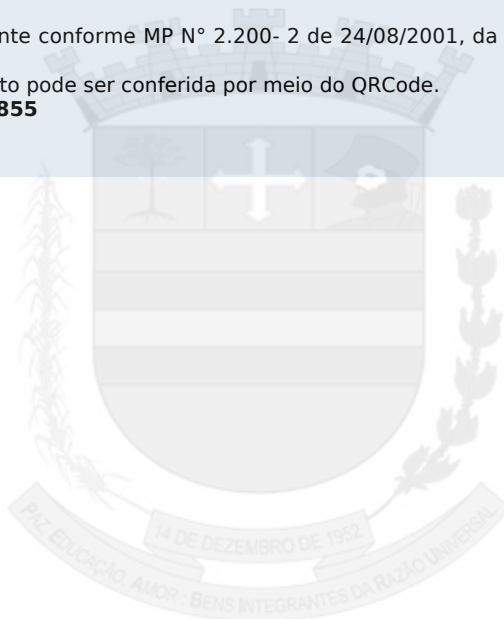 nte conforme MP N° 2.200- 2 de 24/08/2001, da
to pode ser conferida por meio do QRCode.
855
14 DE DEZEMBRO DE 1952
PAZ, EDUCAÇÃO, AMOR : BENS INTEGRANTES DA RAZÃO UNIVERSAL